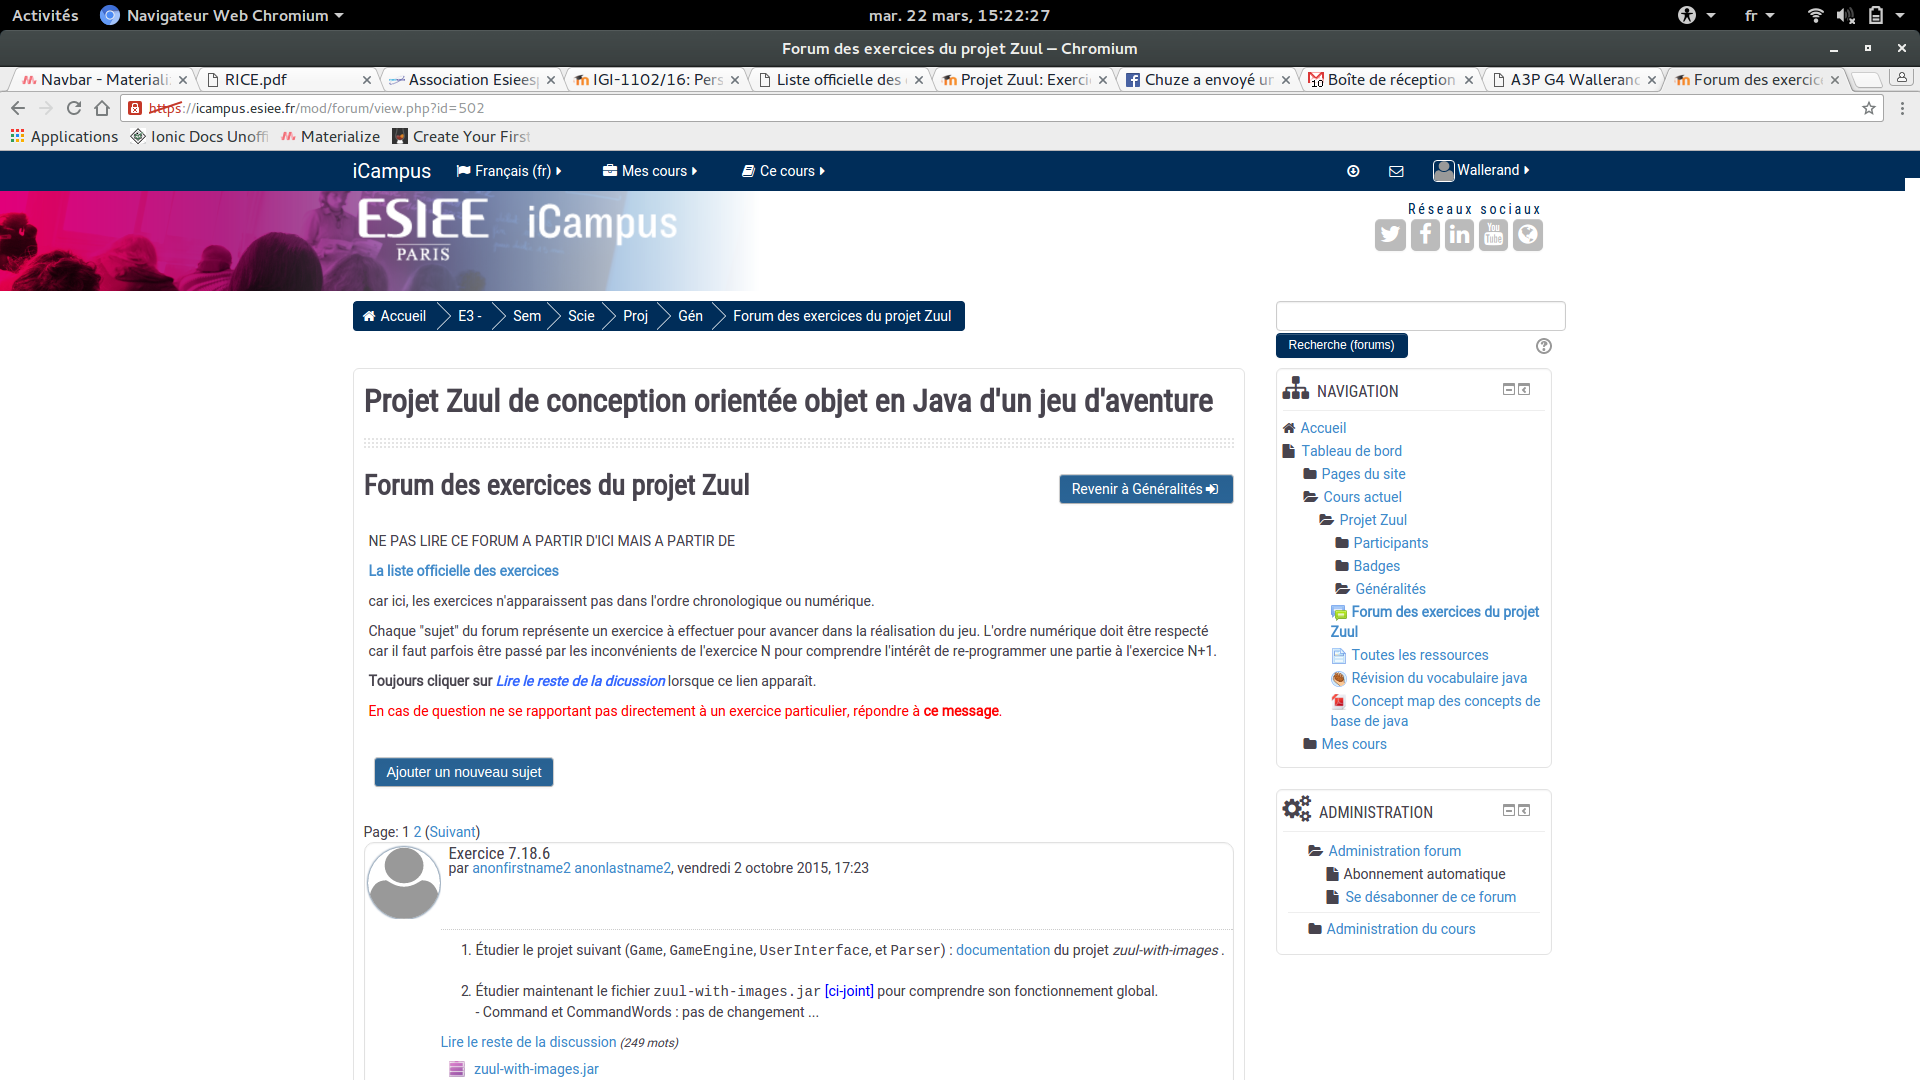 Activités Navigateur Web Chromium mar. 22 mars, 15:22:27 fr
Forum des exercices du projet Zuul – Chromium
Navbar - Materiali RICE.pdf Association Esiees IGI-1102/16: Pers Liste officielle des Projet Zuul: Exerci Chuze a envoyé un Boîte de réception A3P G4 Walleranc Forum des exercic
https://icampus.esiee.fr/mod/forum/view.php?id=502
Applications Ionic Docs Unoffi Materialize Create Your First
iCampus Français (fr) Mes cours Ce cours Wallerand
ESIEE PARIS iCampus
Réseaux sociaux
You Tube
Accueil E3 - Sem Scie Proj Gén Forum des exercices du projet Zuul
Recherche (forums)
Projet Zuul de conception orientée objet en Java d'un jeu d'aventure
Forum des exercices du projet Zuul
Revenir à Généralités
NE PAS LIRE CE FORUM A PARTIR D'ICI MAIS A PARTIR DE
La liste officielle des exercices
car ici, les exercices n'apparaissent pas dans l'ordre chronologique ou numérique.
Chaque "sujet" du forum représente un exercice à effectuer pour avancer dans la réalisation du jeu. L'ordre numérique doit être respecté
car il faut parfois être passé par les inconvénients de l'exercice N pour comprendre l'intérêt de re-programmer une partie à l'exercice N+1.
Toujours cliquer sur Lire le reste de la dicussion lorsque ce lien apparaît.
En cas de question ne se rapportant pas directement à un exercice particulier, répondre à ce message.
Ajouter un nouveau sujet
Page: 1 2 (Suivant)
Exercice 7.18.6
par anonfirstname2 anonlastname2, vendredi 2 octobre 2015, 17:23
1. Étudier le projet suivant (Game, GameEngine, UserInterface, et Parser) : documentation du projet zuul-with-images .
2. Étudier maintenant le fichier zuul-with-images.jar [ci-joint] pour comprendre son fonctionnement global.
- Command et CommandWords : pas de changement ...
Lire le reste de la discussion (249 mots)
zuul-with-images.jar
NAVIGATION
Accueil
Tableau de bord
Pages du site
Cours actuel
Projet Zuul
Participants
Badges
Généralités
Forum des exercices du projet
Zuul
Toutes les ressources
Révision du vocabulaire java
Concept map des concepts de
base de java
Mes cours
ADMINISTRATION
Administration forum
Abonnement automatique
Se désabonner de ce forum
Administration du cours